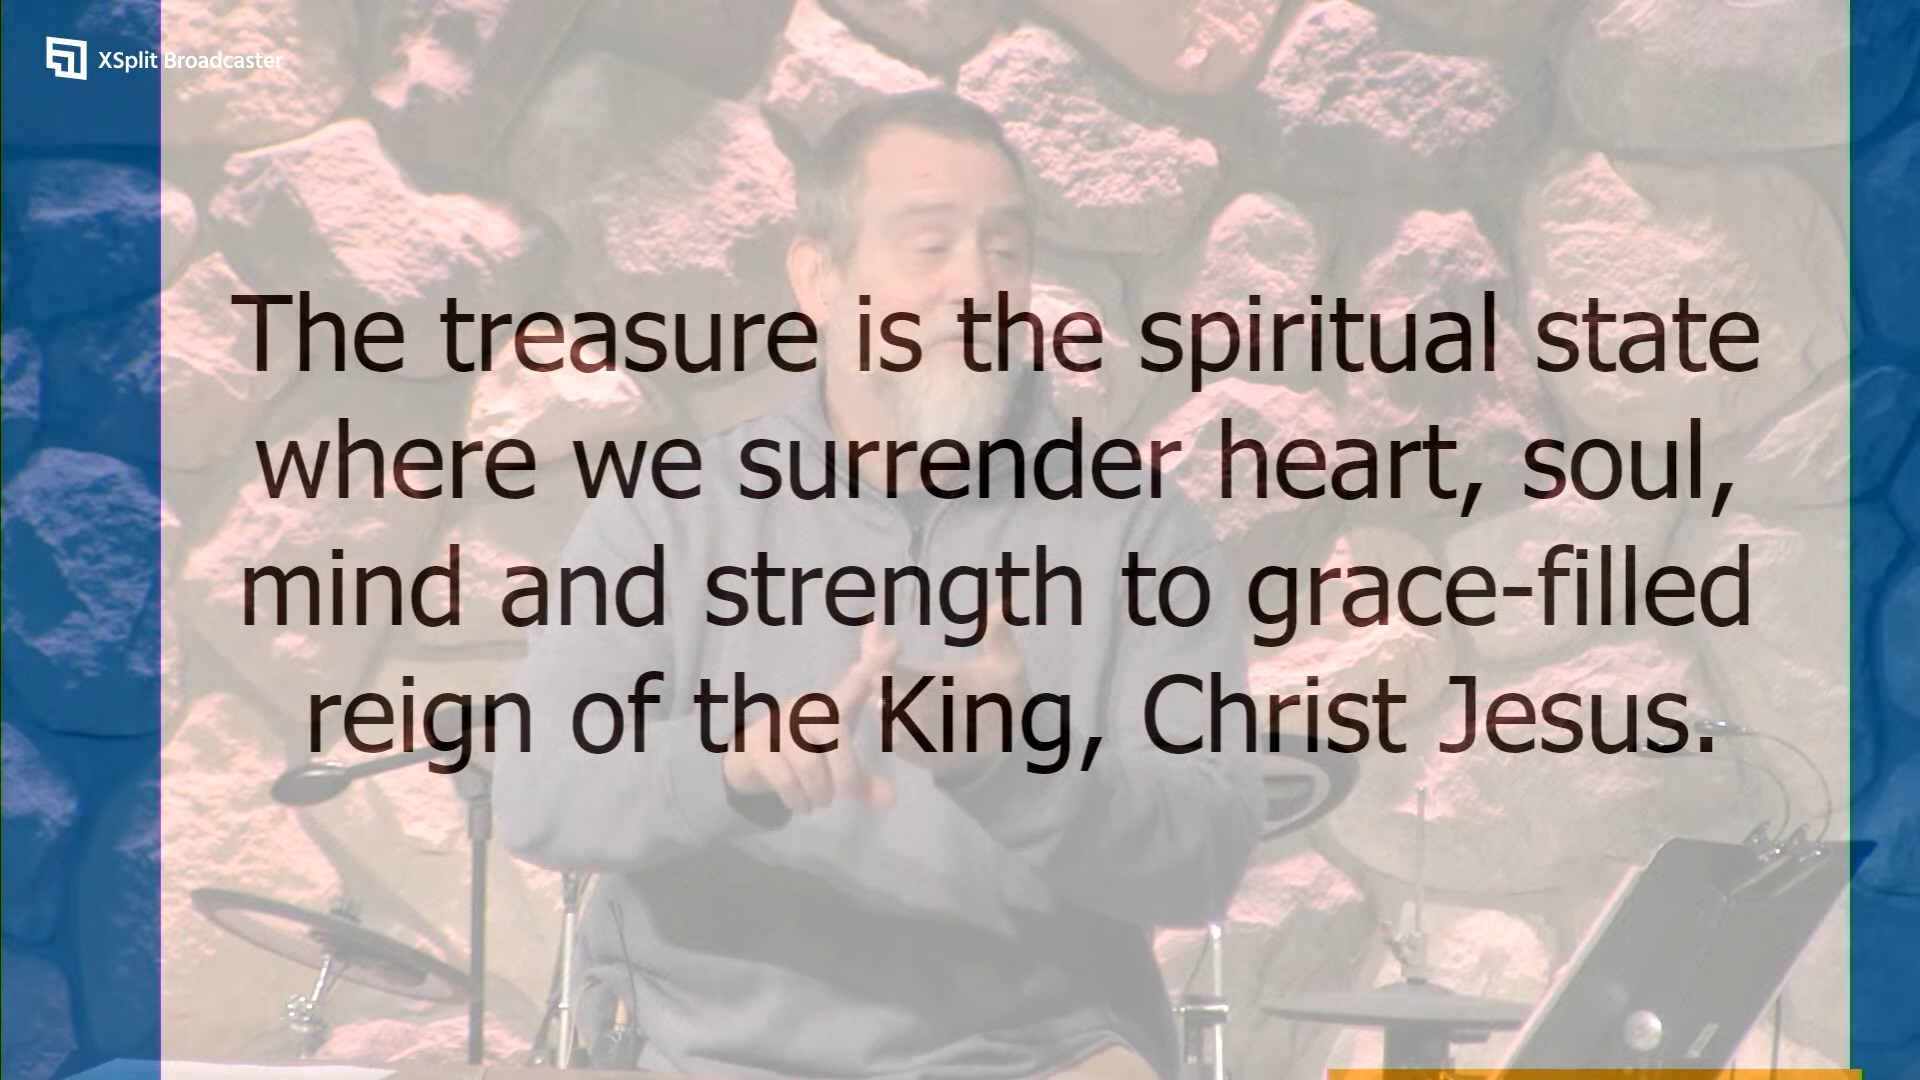 XSplit Broadcaster
The treasure is the spiritual state
where we surrender heart, soul,
mind and strength to grace-filled
reign of the King, Christ Jesus.